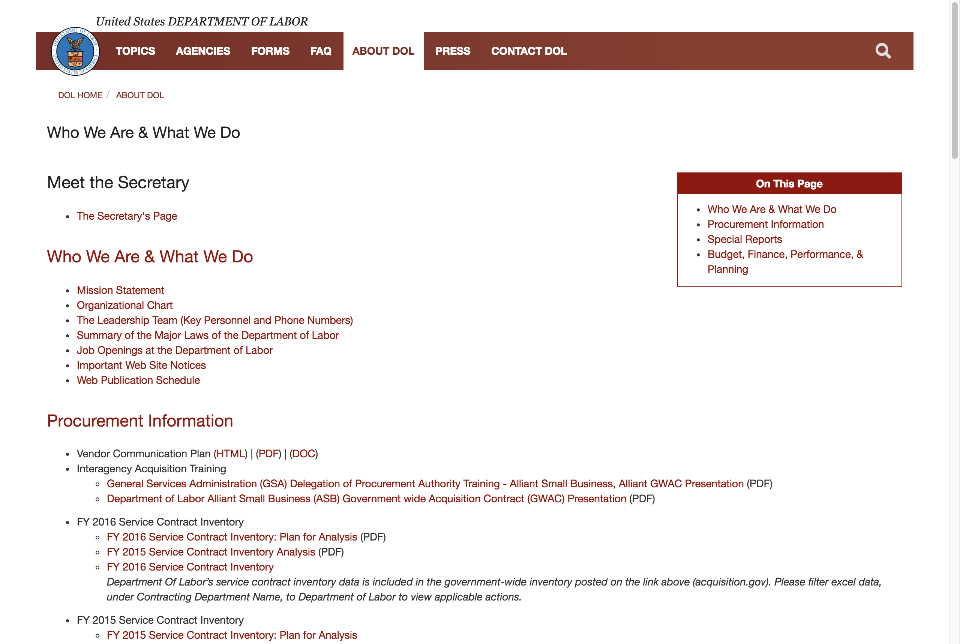 United States DEPARTMENT OF LABOR
TOPICS AGENCIES FORMS FAQ ABOUT DOL PRESS CONTACT DOL
DOL HOME / ABOUT DOL
Who We Are & What We Do
Meet the Secretary
The Secretary's Page
On This Page
Who We Are & What We Do
Procurement Information
Special Reports
Budget, Finance, Performance, &
Planning
Who We Are & What We Do
Mission Statement
Organizational Chart
The Leadership Team (Key Personnel and Phone Numbers)
Summary of the Major Laws of the Department of Labor
Job Openings at the Department of Labor
Important Web Site Notices
Web Publication Schedule
Procurement Information
Vendor Communication Plan (HTML) | (PDF) | (DOC)
Interagency Acquisition Training
General Services Administration (GSA) Delegation of Procurement Authority Training - Alliant Small Business, Alliant GWAC Presentation (PDF)
Department of Labor Alliant Small Business (ASB) Government wide Acquisition Contract (GWAC) Presentation (PDF)
FY 2016 Service Contract Inventory
FY 2016 Service Contract Inventory: Plan for Analysis (PDF)
FY 2015 Service Contract Inventory Analysis (PDF)
FY 2016 Service Contract Inventory
Department Of Labor's service contract inventory data is included in the government-wide inventory posted on the link above (acquisition.gov). Please filter excel data,
under Contracting Department Name, to Department of Labor to view applicable actions.
FY 2015 Service Contract Inventory
FY 2015 Service Contract Inventory: Plan for Analysis